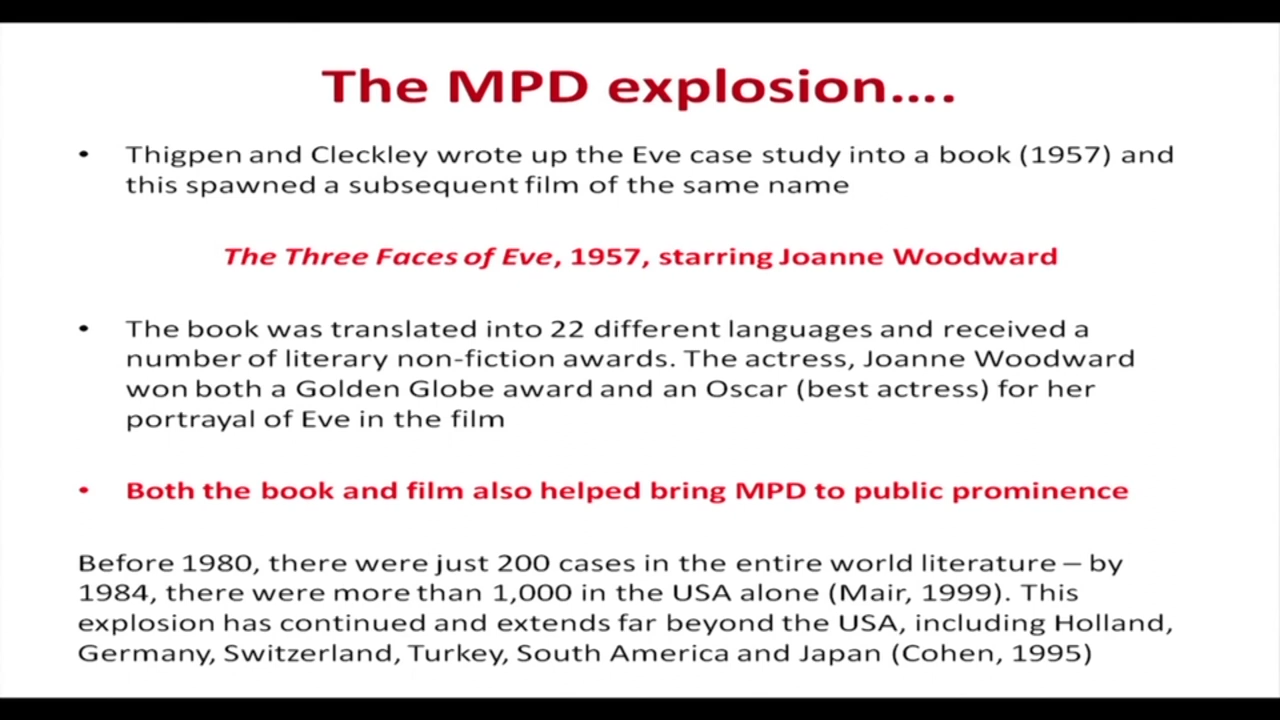 The MPD explosion....
• Thigpen and Cleckley wrote up the Eve case study into a book (1957) and
this spawned a subsequent film of the same name
The Three Faces of Eve, 1957, starring Joanne Woodward
• The book was translated into 22 different languages and received a
number of literary non-fiction awards. The actress, Joanne Woodward
won both a Golden Globe award and an Oscar (best actress) for her
portrayal of Eve in the film
• Both the book and film also helped bring MPD to public prominence
Before 1980, there were just 200 cases in the entire world literature – by
1984, there were more than 1,000 in the USA alone (Mair, 1999). This
explosion has continued and extends far beyond the USA, including Holland,
Germany, Switzerland, Turkey, South America and Japan (Cohen, 1995)